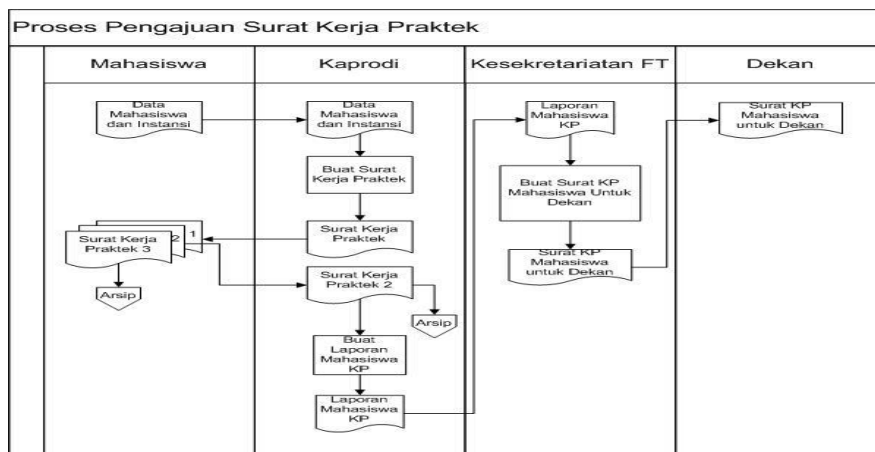 Proses Pengajuan Surat Kerja Praktek
Mahasiswa
Kaprodi
Kesekretariatan FT
Dekan
Data
Mahasiswa
dan Instansi
Data
Mahasiswa
dan Instansi
Buat Surat
Kerja Praktek
Surat Kerja
Praktek
1
2
Surat Kerja
Praktek 3
Arsip
Surat Kerja
Praktek 2
Arsip
Buat
Laporan
Mahasiswa
KP
Laporan
Mahasiswa
KP
Laporan
Mahasiswa
KP
Buat Surat KP
Mahasiswa Untuk
Dekan
Surat KP
Mahasiswa
untuk Dekan
Surat KP
Mahasiswa
untuk Dekan